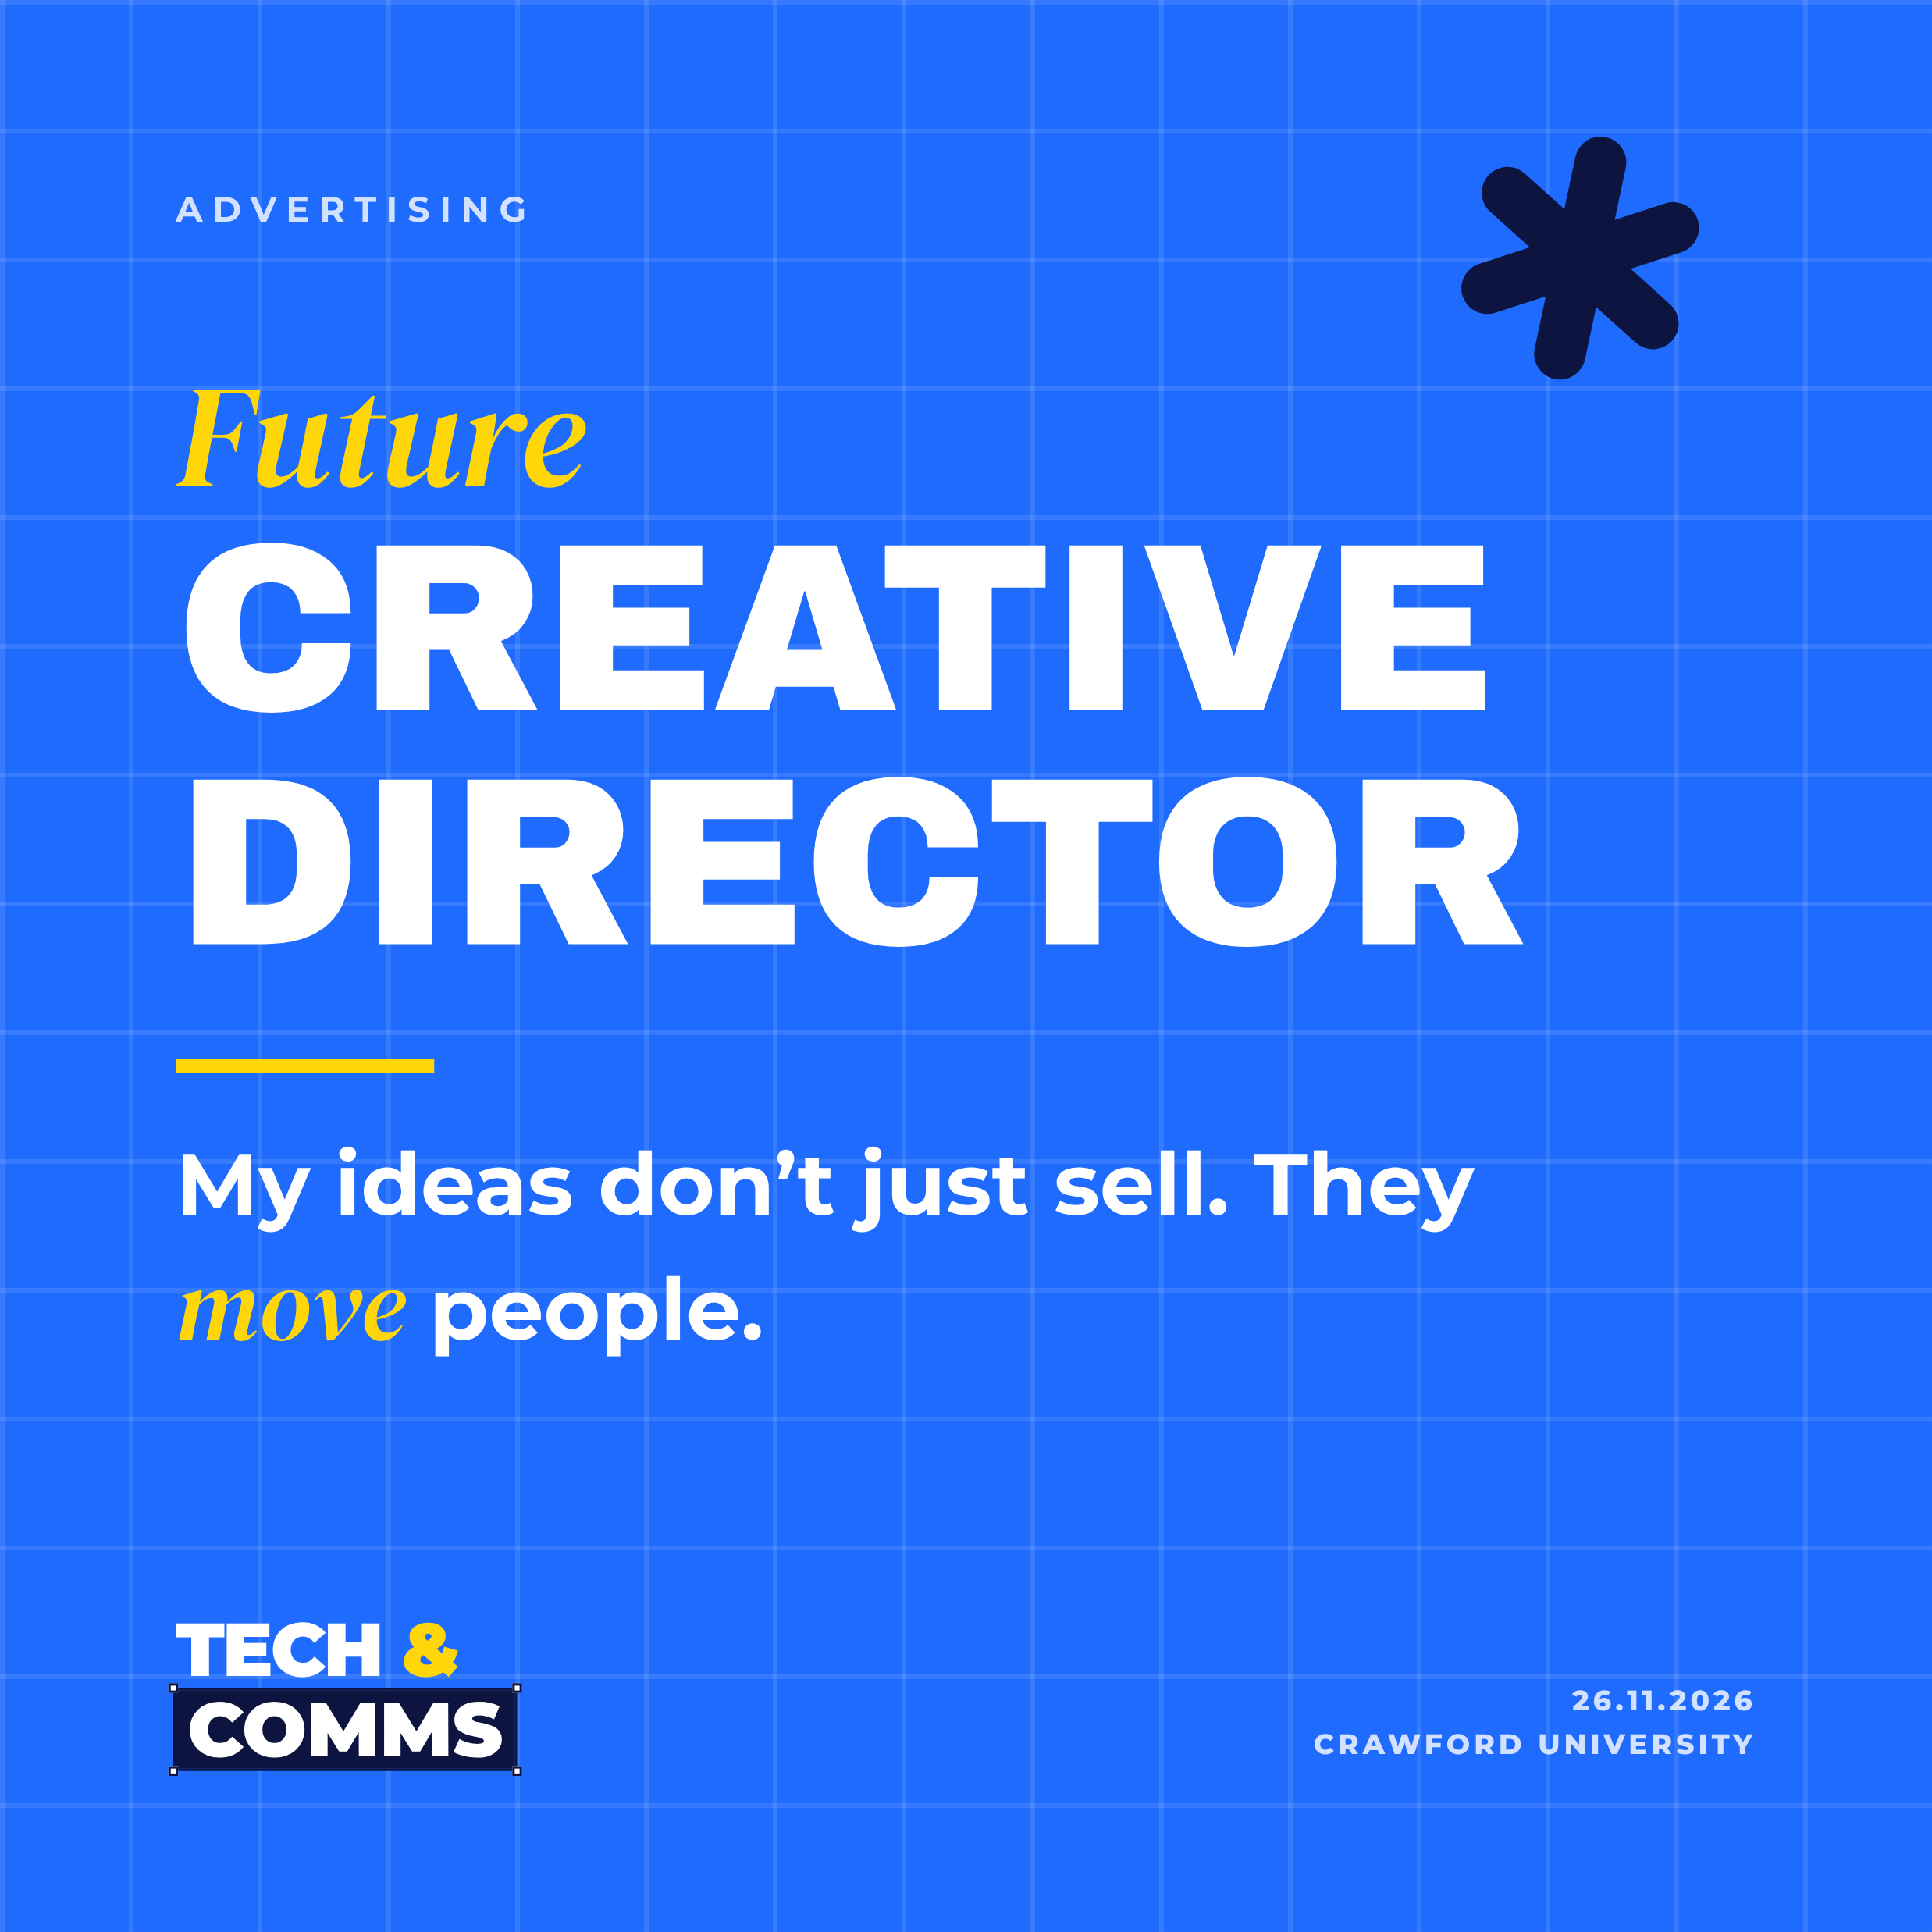 ADVERTISING
Future
CREATIVE
DIRECTOR
My ideas don’t just sell. They
move people.
TECH &
COMMS
26.11.2026
CRAWFORD UNIVERSITY